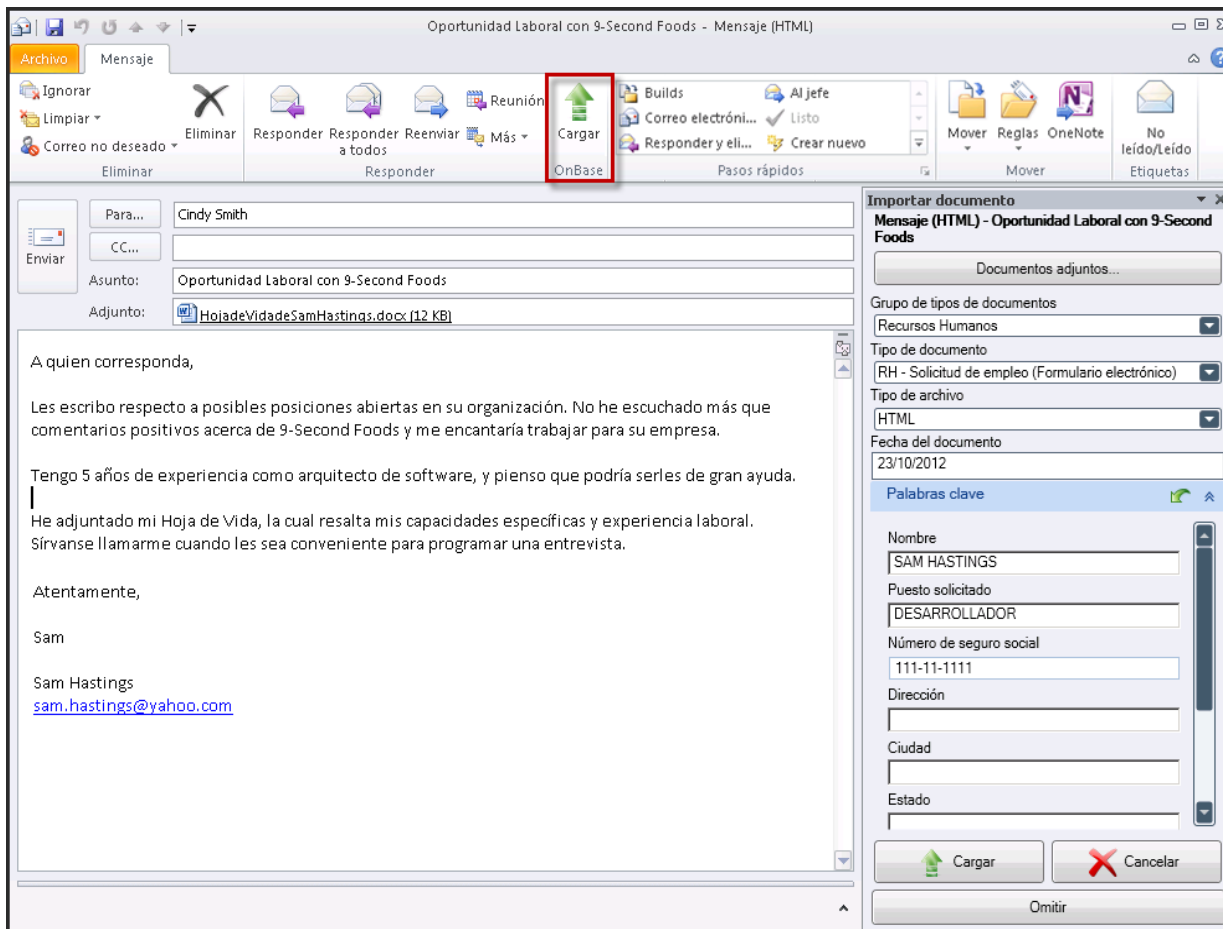 Oportunidad Laboral con 9-Second Foods - Mensaje (HTML)
Archivo
Mensaje
Ignorar
Limpiar
Correo no deseado
Eliminar
Eliminar
Responder
Responder a todos
Reenviar
Reunión
Más
Responder
Cargar
OnBase
Builds
Correo electróni...
Responder y eli...
Al jefe
Listo
Crear nuevo
Pasos rápidos
Mover
Reglas
OneNote
Mover
No leído/Leído
Etiquetas
Enviar
Para...
Cindy Smith
CC...
Asunto:
Oportunidad Laboral con 9-Second Foods
Adjunto:
HojadeVidadeSamHastings.docx (12 KB)
A quien corresponda,
Les escribo respecto a posibles posiciones abiertas en su organización. No he escuchado más que
comentarios positivos acerca de 9-Second Foods y me encantaría trabajar para su empresa.
Tengo 5 años de experiencia como arquitecto de software, y pienso que podría serles de gran ayuda.
He adjuntado mi Hoja de Vida, la cual resalta mis capacidades específicas y experiencia laboral.
Sírvanse llamarme cuando les sea conveniente para programar una entrevista.
Atentamente,
Sam
Sam Hastings
sam.hastings@yahoo.com
Importar documento
Mensaje (HTML) - Oportunidad Laboral con 9-Second
Foods
Documentos adjuntos...
Grupo de tipos de documentos
Recursos Humanos
Tipo de documento
RH - Solicitud de empleo (Formulario electrónico)
Tipo de archivo
HTML
Fecha del documento
23/10/2012
Palabras clave
Nombre
SAM HASTINGS
Puesto solicitado
DESARROLLADOR
Número de seguro social
111-11-1111
Dirección
Ciudad
Estado
Cargar
Cancelar
Omitir